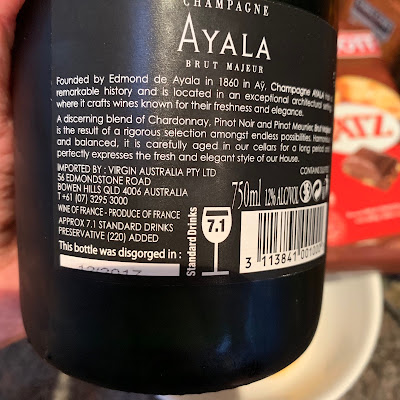 CHAMPAGNE
AYALA
BRUT MAJEUR
Founded by Edmond de Ayala in 1860 in Aÿ, Champagne AYALA has a
remarkable history and is located in an exceptional architectural setting
where it crafts wines known for their freshness and elegance.
A discerning blend of Chardonnay, Pinot Noir and Pinot Meunier, Brut Majeur
is the result of a rigorous selection amongst endless possibilities. Harmonious
and balanced, it is carefully aged in our cellars for a long period and
perfectly expresses the fresh and elegant style of our House.
IMPORTED BY : VIRGIN AUSTRALIA PTY LTD
56 EDMONDSTONE ROAD
BOWEN HILLS QLD 4006 AUSTRALIA
T +61 (07) 3295 3000
WINE OF FRANCE - PRODUCE OF FRANCE
APPROX 7.1 STANDARD DRINKS
PRESERVATIVE (220) ADDED
This bottle was disgorged in :
12/2017
750ml 12% ALC/VOL
Standard Drinks
7.1
3 113841 001000
ATZ